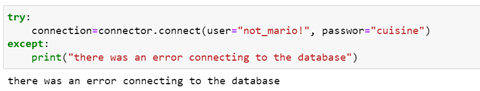 try:
    connection=connector.connect(user="not_mario!", passwor="cuisine")
except:
    print("there was an error connecting to the database")
there was an error connecting to the database